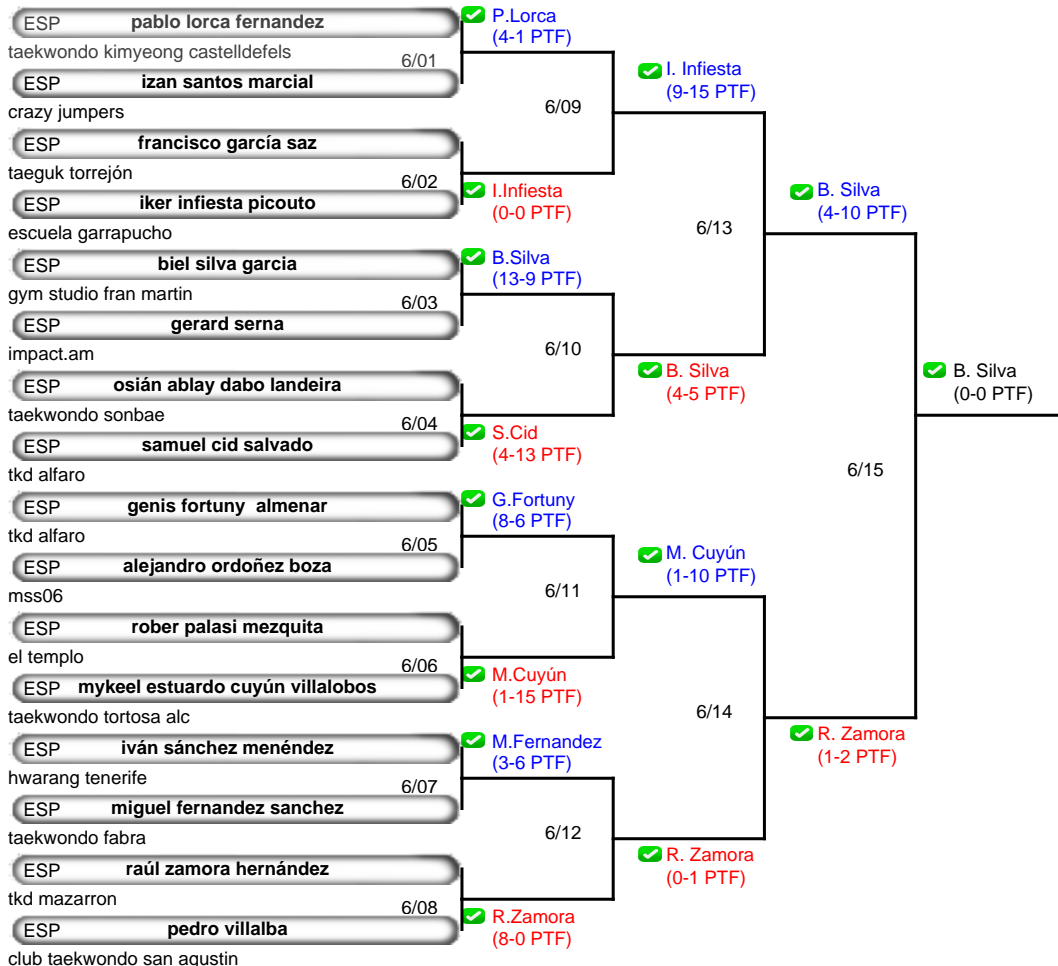 ESP pablo lorca fernandez
taekwondo kimyeong castelldefels
6/01
ESP izan santos marcial
crazy jumpers
ESP francisco garcía saz
taeguk torrejón
6/02
ESP iker infiesta picouto
escuela garrapucho
ESP biel silva garcia
gym studio fran martin
6/03
ESP gerard serna
impact.am
ESP osián ablay dabo landeira
taekwondo sonbae
6/04
ESP samuel cid salvado
tkd alfaro
ESP genis fortuny almenar
tkd alfaro
6/05
ESP alejandro ordoñez boza
mss06
ESP rober palasi mezquita
el templo
6/06
ESP mykeel estuardo cuyún villalobos
taekwondo tortosa alc
ESP iván sánchez menéndez
hwarang tenerife
6/07
ESP miguel fernandez sanchez
taekwondo fabra
ESP raúl zamora hernández
tkd mazarron
6/08
ESP pedro villalba
club taekwondo san agustin
P.Lorca
(4-1 PTF)
6/09
I.Infiesta
(0-0 PTF)
B.Silva
(13-9 PTF)
6/10
S.Cid
(4-13 PTF)
G.Fortuny
(8-6 PTF)
6/11
M.Cuyún
(1-15 PTF)
M.Fernandez
(3-6 PTF)
6/12
R.Zamora
(8-0 PTF)
I. Infiesta
(9-15 PTF)
6/13
B. Silva
(4-5 PTF)
M. Cuyún
(1-10 PTF)
6/14
R. Zamora
(0-1 PTF)
B. Silva
(4-10 PTF)
6/15
R. Zamora
(1-2 PTF)
B. Silva
(0-0 PTF)